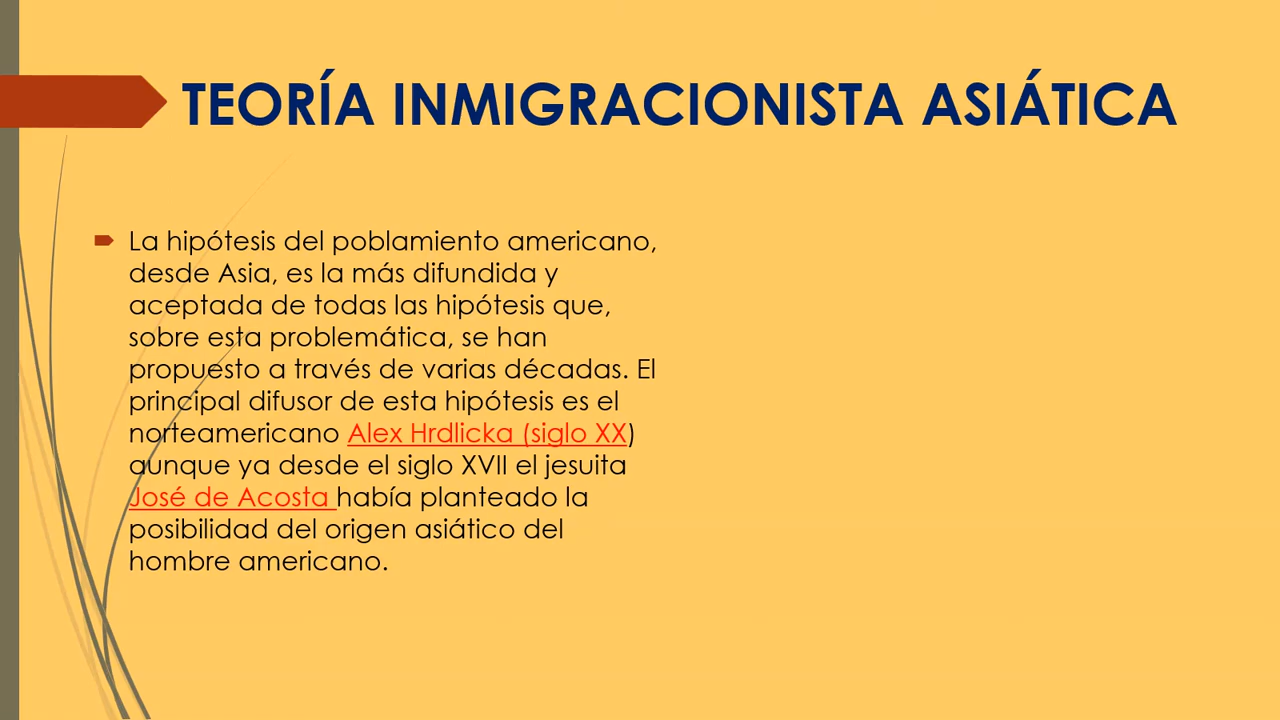 TEORÍA INMIGRACIONISTA ASIÁTICA
La hipótesis del poblamiento americano,
desde Asia, es la más difundida y
aceptada de todas las hipótesis que,
sobre esta problemática, se han
propuesto a través de varias décadas. El
principal difusor de esta hipótesis es el
norteamericano Alex Hrdlicka (siglo XX)
aunque ya desde el siglo XVII el jesuita
José de Acosta había planteado la
posibilidad del origen asiático del
hombre americano.